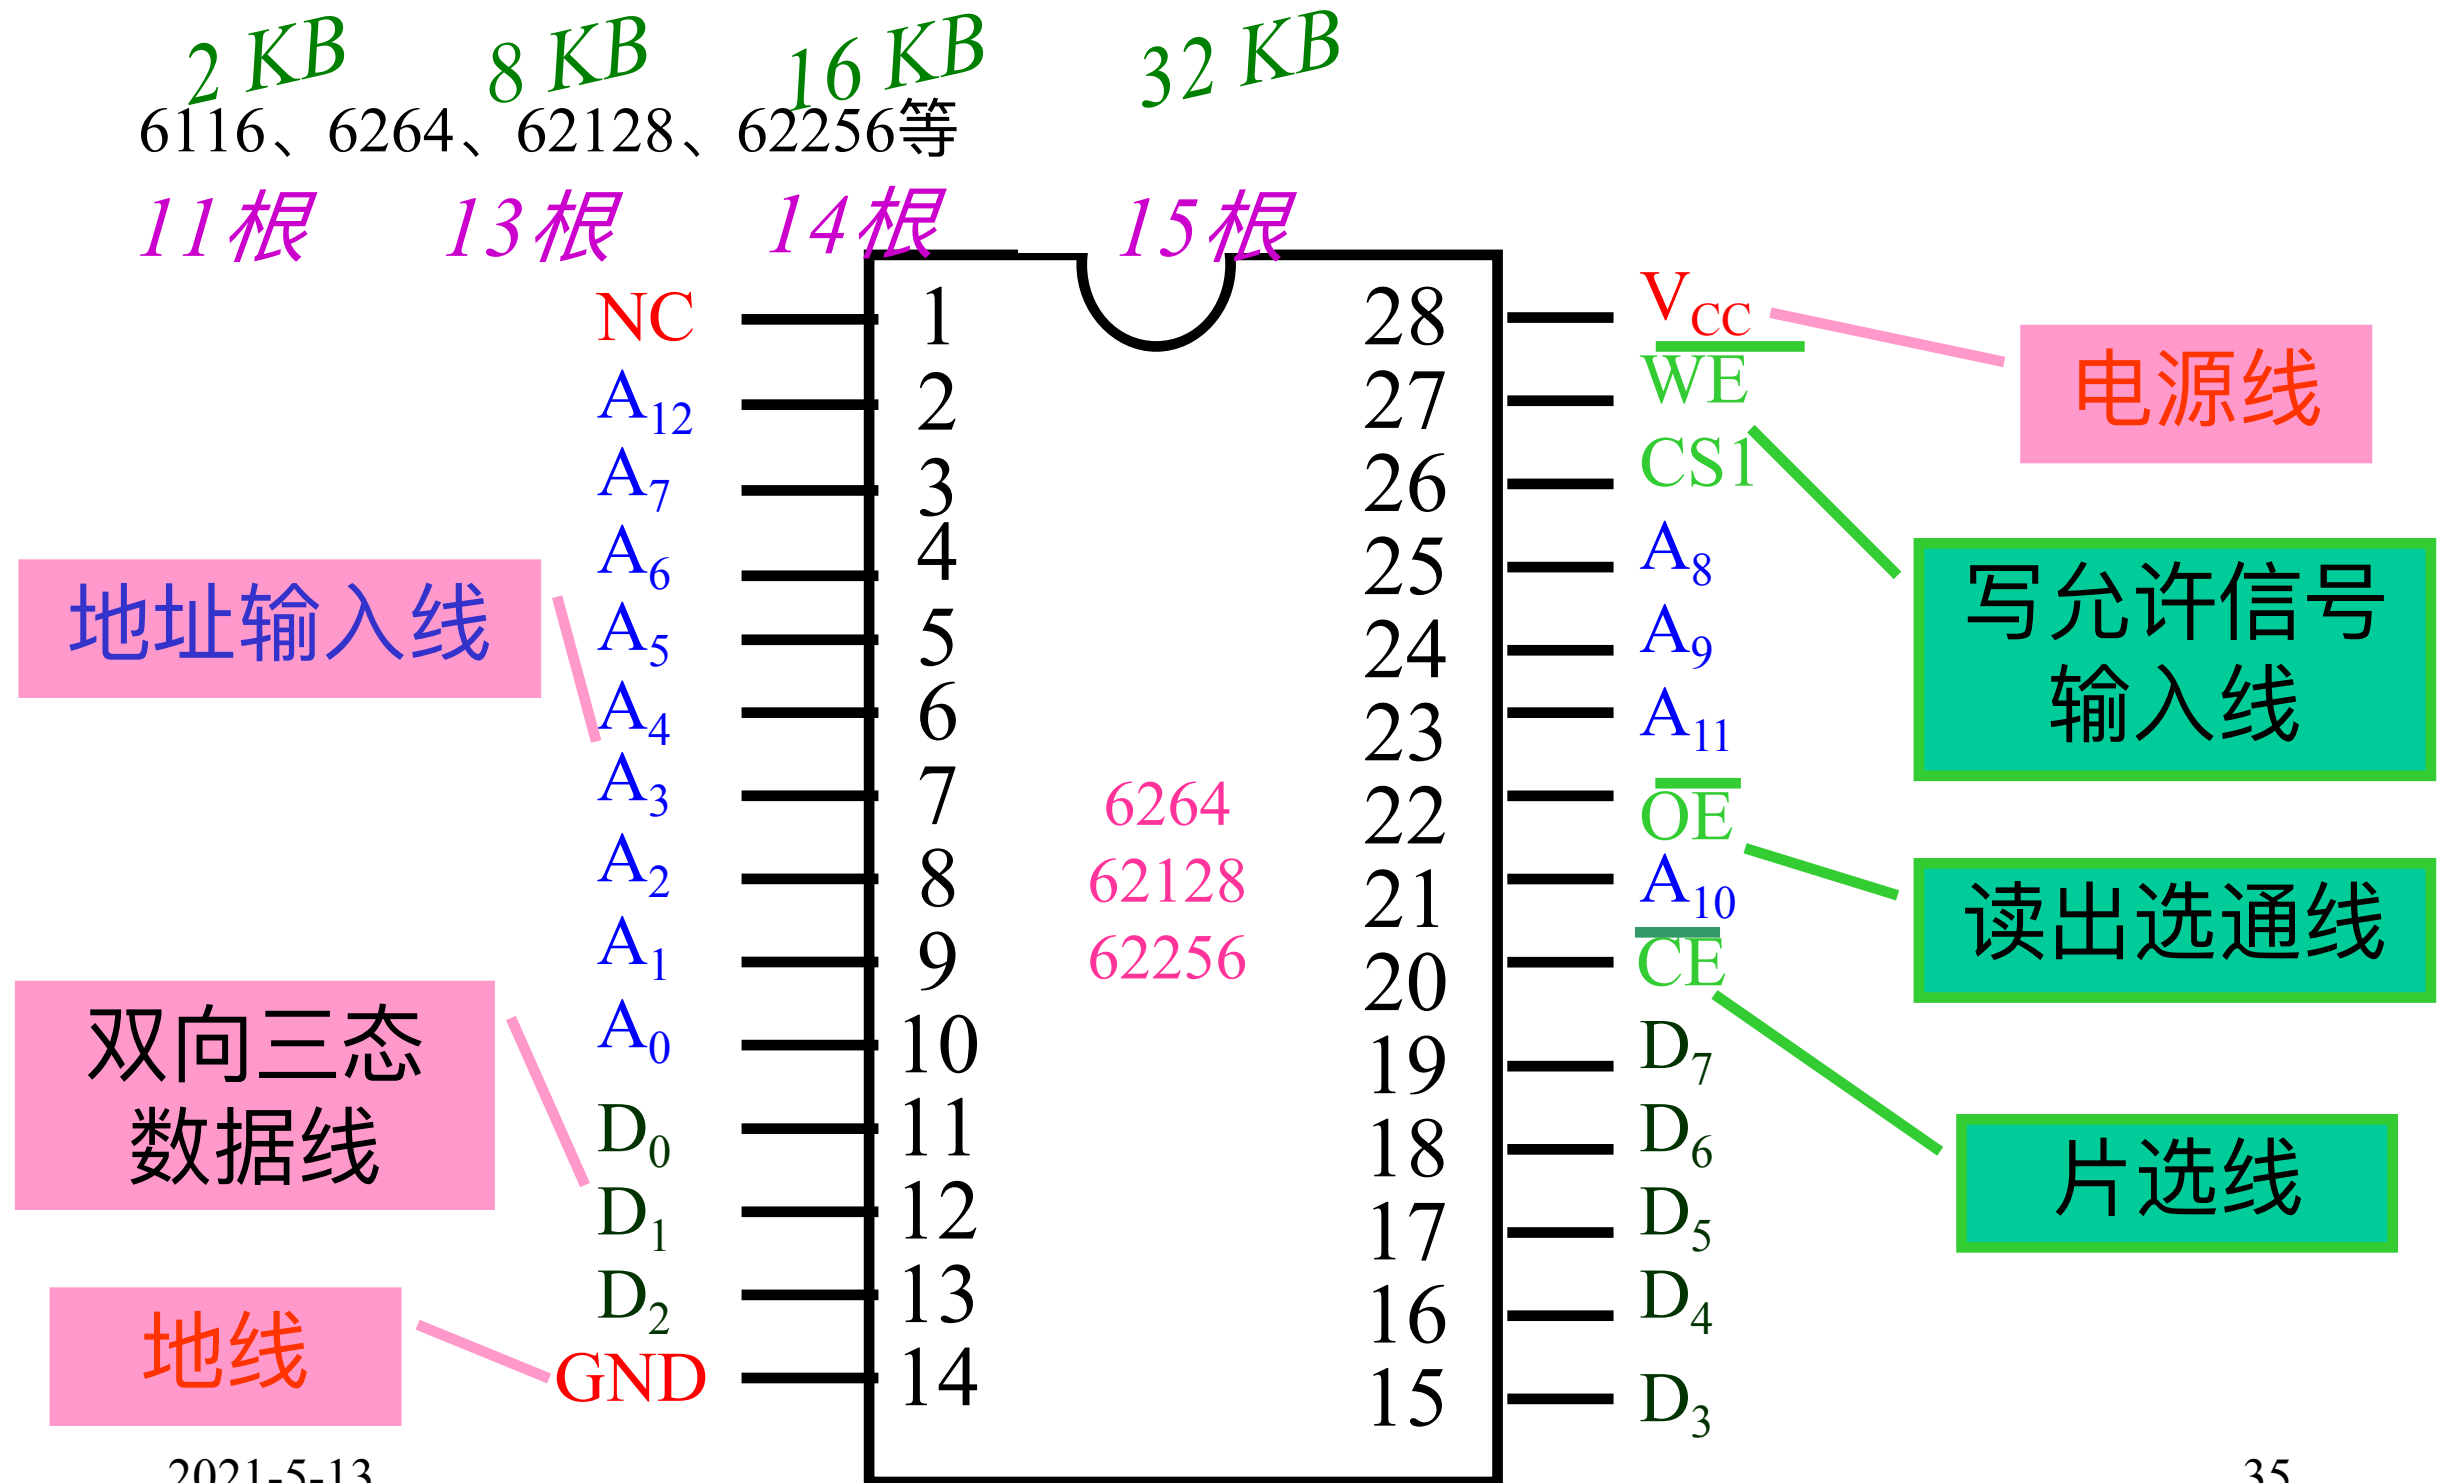 2 KB 8 KB 16 KB 32 KB
6116、6264、62128、62256等
11根 13根 14根 15根
NC 1 28 VCC
A12 2 27 WE
A7 3 26 CS1
A6 4 25 A8
A5 5 24 A9
A4 6 23 A11
A3 7 22 OE
A2 8 21 A10
A1 9 20 CE
A0 10 19 D7
D0 11 18 D6
D1 12 17 D5
D2 13 16 D4
GND 14 15 D3
6264
62128
62256
地址输入线
双向三态
数据线
地线
电源线
写允许信号
输入线
读出选通线
片选线
2021-5-13 35